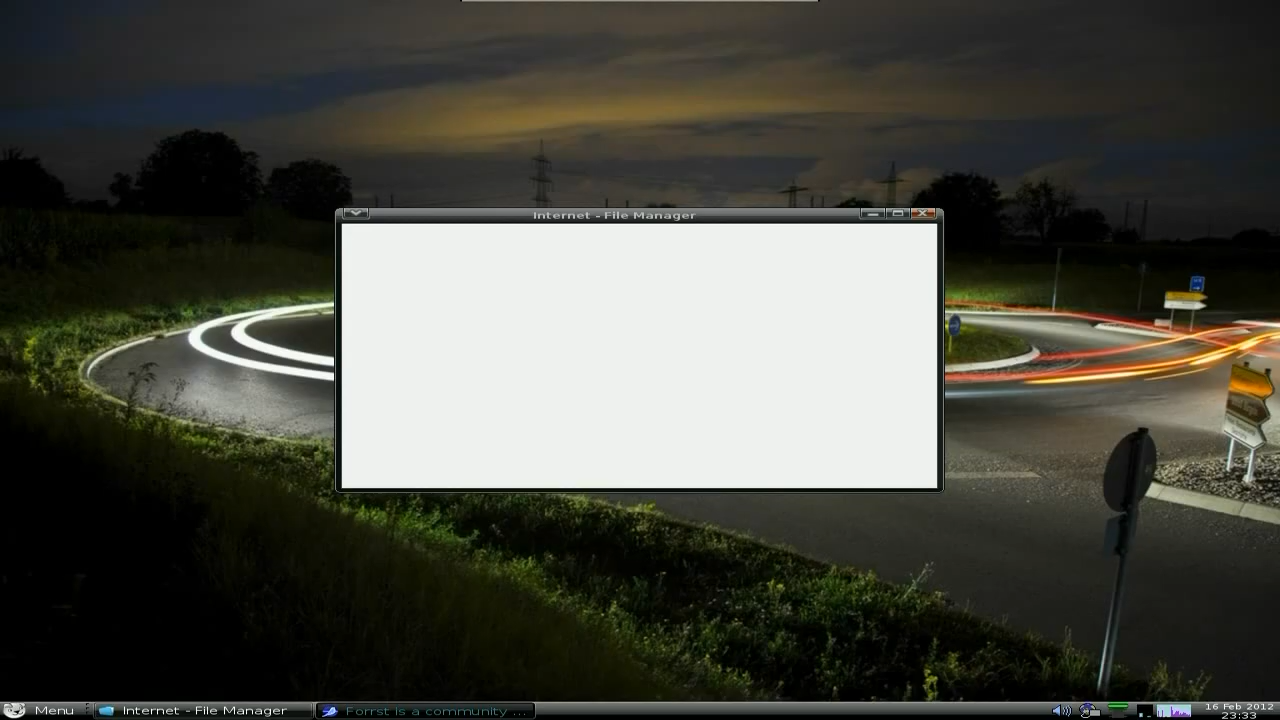 Internet - File Manager
Menu
Internet - File Manager
Forrst is a community ...
16 Feb 2012
23:33